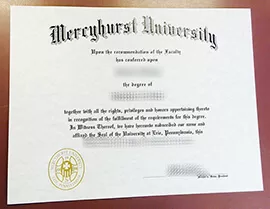 Mercyhurst University
Upon the recommendation of the Faculty
has conferred upon
the degree of
together with all the rights, privileges and honors appertaining thereto
in recognition of the fulfillment of the requirements for this degree.
In Witness Thereof, we have hereunto subscribed our name and
affixed the Seal of the University at Erie, Pennsylvania, this